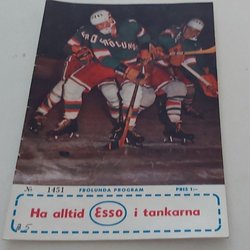 FRÖLUNDA
№ 1451 FRÖLUNDA PROGRAM PRIS 1:-
Ha alltid Esso i tankarna